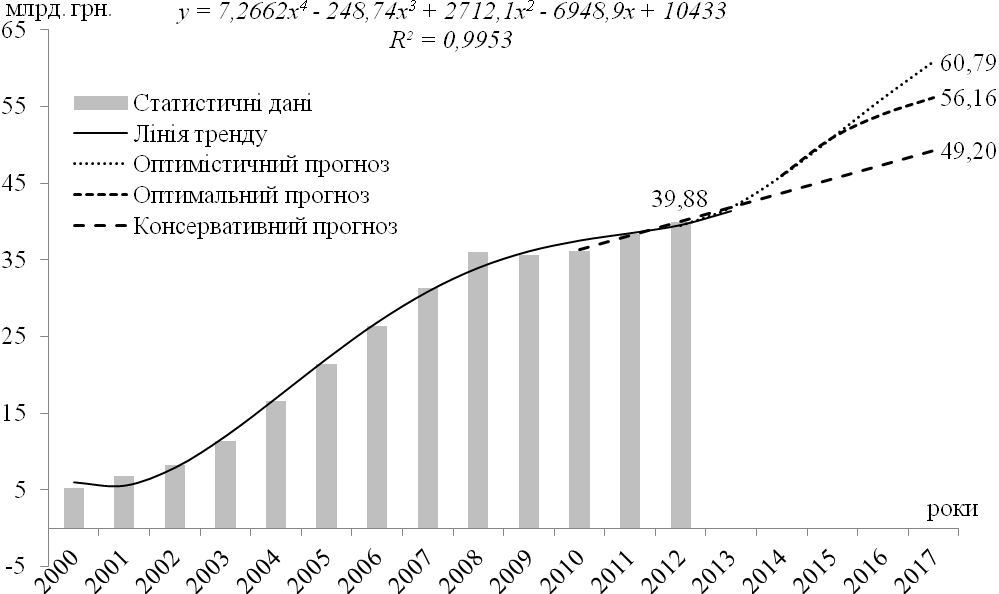 млрд. грн.
y = 7,2662x⁴ - 248,74x³ + 2712,1x² - 6948,9x + 10433
R² = 0,9953
65
60,79
56,16
55
Статистичні дані
Лінія тренду
Оптимістичний прогноз
Оптимальний прогноз
Консервативний прогноз
49,20
45
39,88
35
25
15
5
роки
-5
2000 2001 2002 2003 2004 2005 2006 2007 2008 2009 2010 2011 2012 2013 2014 2015 2016 2017